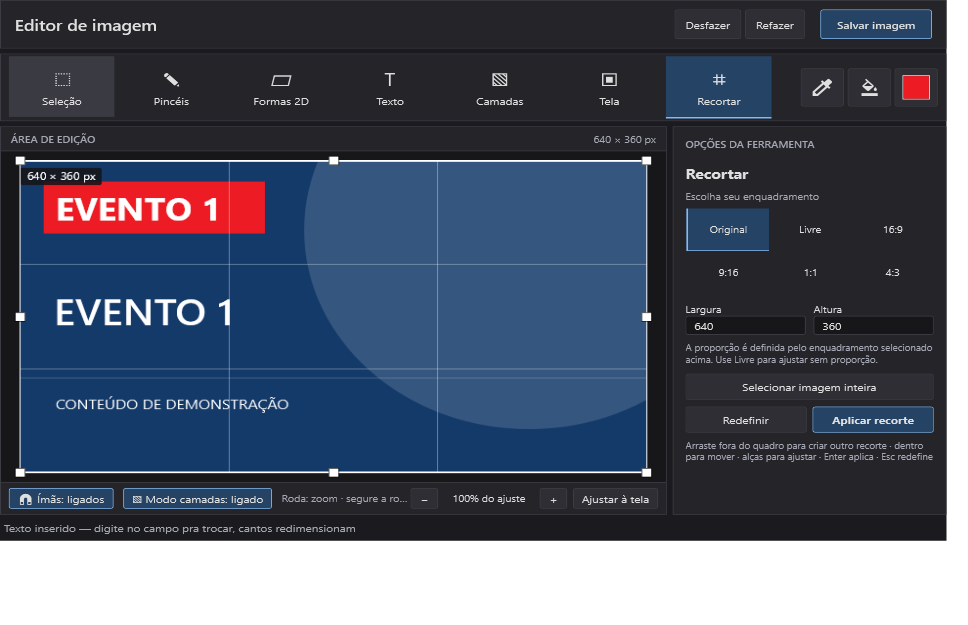 Editor de imagem
Desfazer
Refazer
Salvar imagem
Seleção
Pincéis
Formas 2D
Texto
Camadas
Tela
Recortar
ÁREA DE EDIÇÃO
640 × 360 px
640 × 360 px
EVENTO 1
EVENTO 1
CONTEÚDO DE DEMONSTRAÇÃO
Ímãs: ligados
Modo camadas: ligado
Roda: zoom · segure a ro...
−
100% do ajuste
+
Ajustar à tela
OPÇÕES DA FERRAMENTA
Recortar
Escolha seu enquadramento
Original
Livre
16:9
9:16
1:1
4:3
Largura
Altura
640
360
A proporção é definida pelo enquadramento selecionado
acima. Use Livre para ajustar sem proporção.
Selecionar imagem inteira
Redefinir
Aplicar recorte
Arraste fora do quadro para criar outro recorte · dentro
para mover · alças para ajustar · Enter aplica · Esc redefine
Texto inserido — digite no campo pra trocar, cantos redimensionam